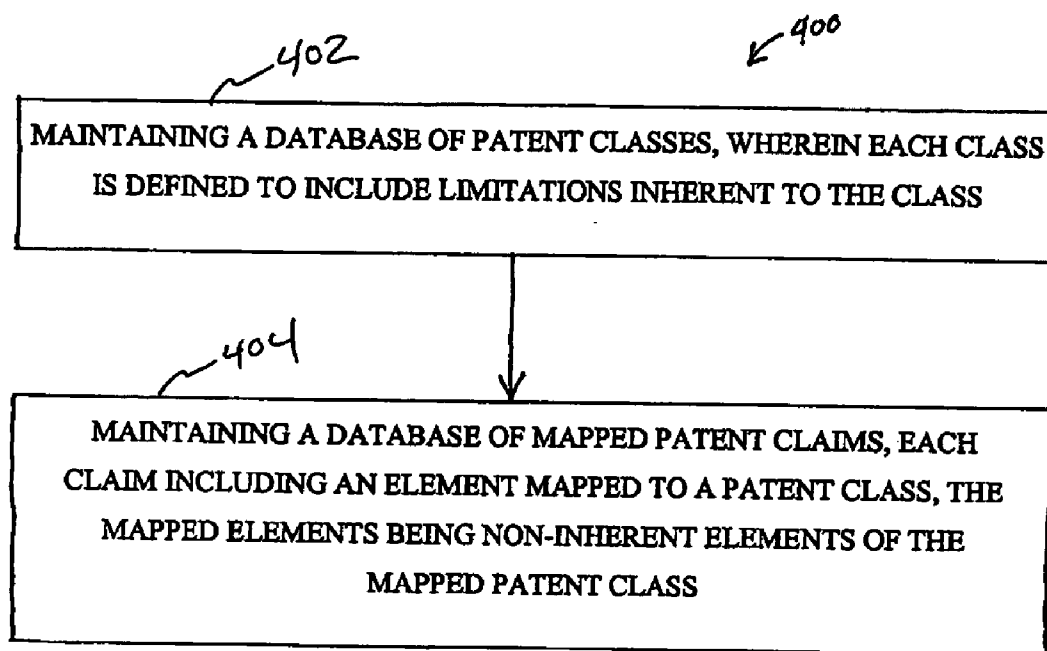 400
402
MAINTAINING A DATABASE OF PATENT CLASSES, WHEREIN EACH CLASS
IS DEFINED TO INCLUDE LIMITATIONS INHERENT TO THE CLASS
404
MAINTAINING A DATABASE OF MAPPED PATENT CLAIMS, EACH
CLAIM INCLUDING AN ELEMENT MAPPED TO A PATENT CLASS, THE
MAPPED ELEMENTS BEING NON-INHERENT ELEMENTS OF THE
MAPPED PATENT CLASS